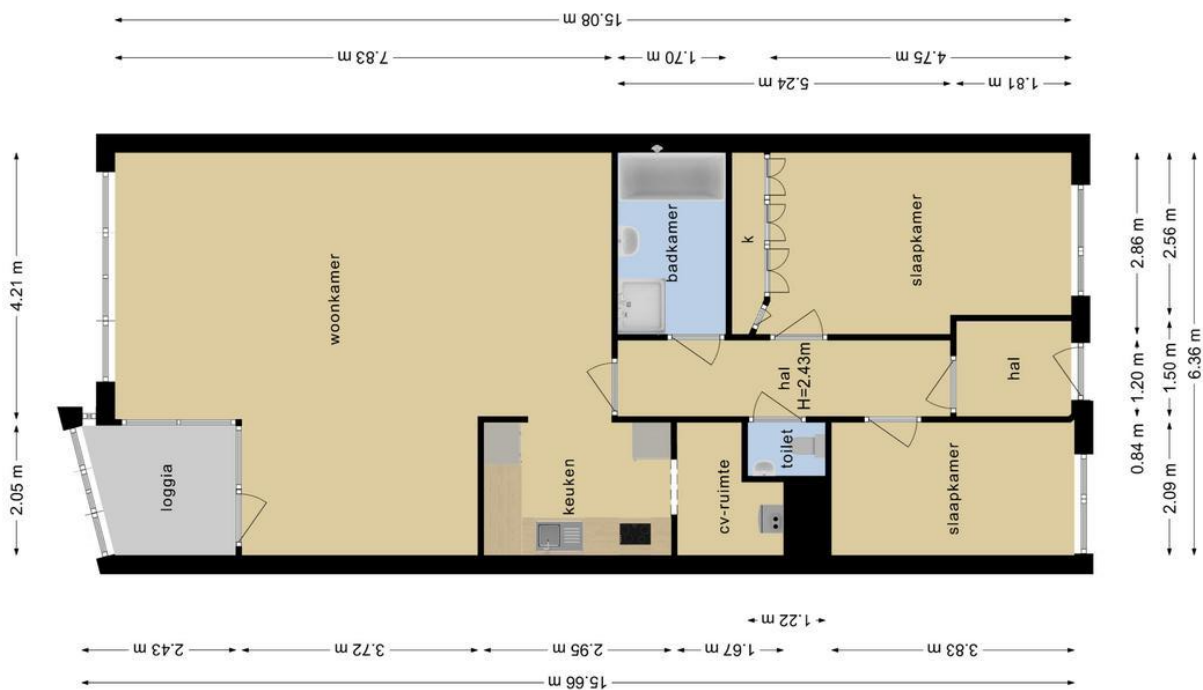 15.08 m
7.83 m
1.70 m
4.75 m
5.24 m
1.81 m
4.21 m
2.05 m
woonkamer
badkamer
k
slaapkamer
hal
H=2.43m
hal
loggia
keuken
cv-ruimte
toilet
slaapkamer
2.86 m
1.20 m
0.84 m
2.56 m
1.50 m
2.09 m
6.36 m
1.22 m
2.43 m
3.72 m
2.95 m
1.67 m
3.83 m
15.66 m